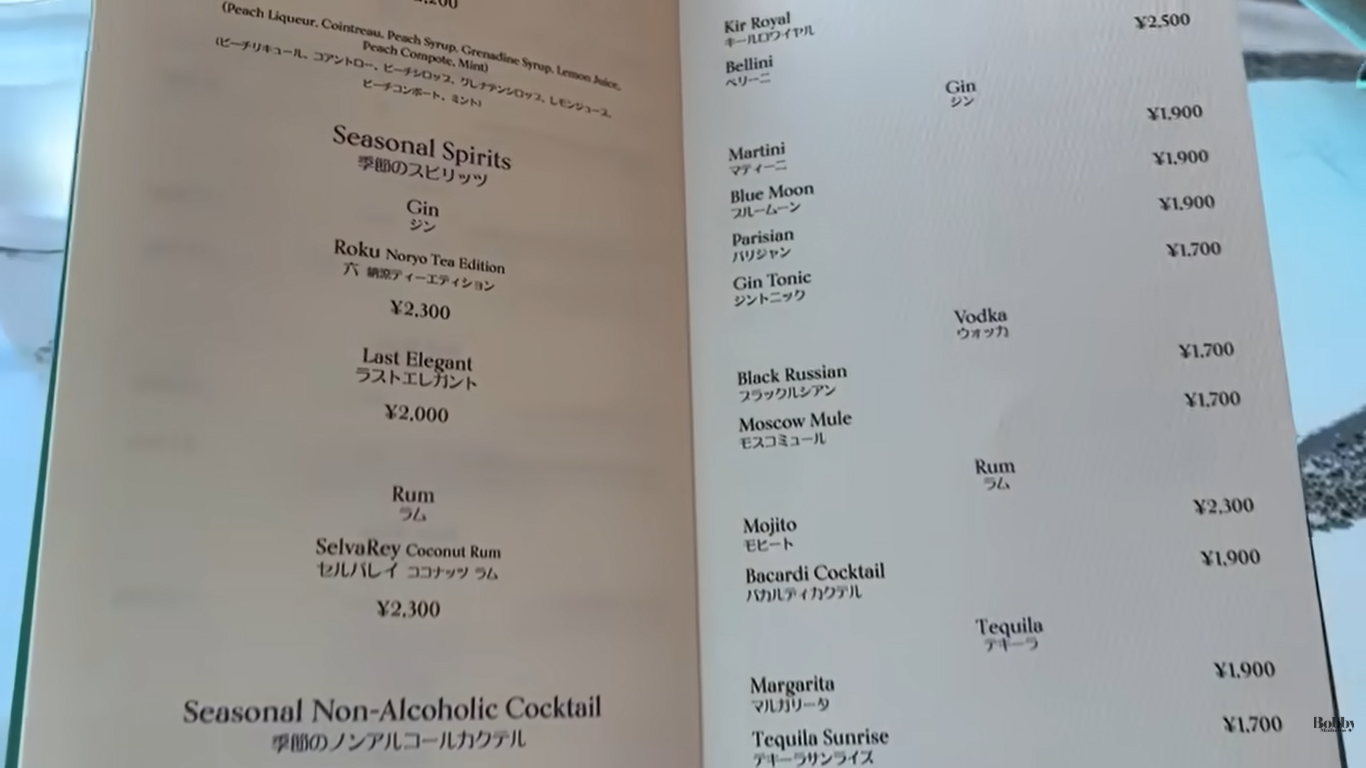 (Peach Liqueur, Cointreau, Peach Syrup, Grenadine Syrup, Lemon Juice,
Peach Compote, Mint)
(ピーチリキュール、コアントロー、ピーチシロップ、グレナデンシロップ、レモンジュース、
ピーチコンポート、ミント)
Seasonal Spirits
季節のスピリッツ
Gin
ジン
Roku Noryo Tea Edition
六 納涼ティーエディション
¥2,300
Last Elegant
ラストエレガント
¥2,000
Rum
ラム
SelvaRey Coconut Rum
セルバレイ ココナッツ ラム
¥2,300
Seasonal Non-Alcoholic Cocktail
季節のノンアルコールカクテル
Kir Royal ¥2,500
キールロワイヤル
Bellini
ベリーニ
Gin
ジン
Martini ¥1,900
マティーニ
Blue Moon ¥1,900
ブルームーン
Parisian ¥1,900
パリジャン
Gin Tonic ¥1,700
ジントニック
Vodka
ウォッカ
Black Russian ¥1,700
ブラックルシアン
Moscow Mule ¥1,700
モスコミュール
Rum
ラム
Mojito ¥2,300
モヒート
Bacardi Cocktail ¥1,900
バカルディカクテル
Tequila
テキーラ
Margarita ¥1,900
マルガリータ
Tequila Sunrise ¥1,700
テキーラサンライズ
Bobby